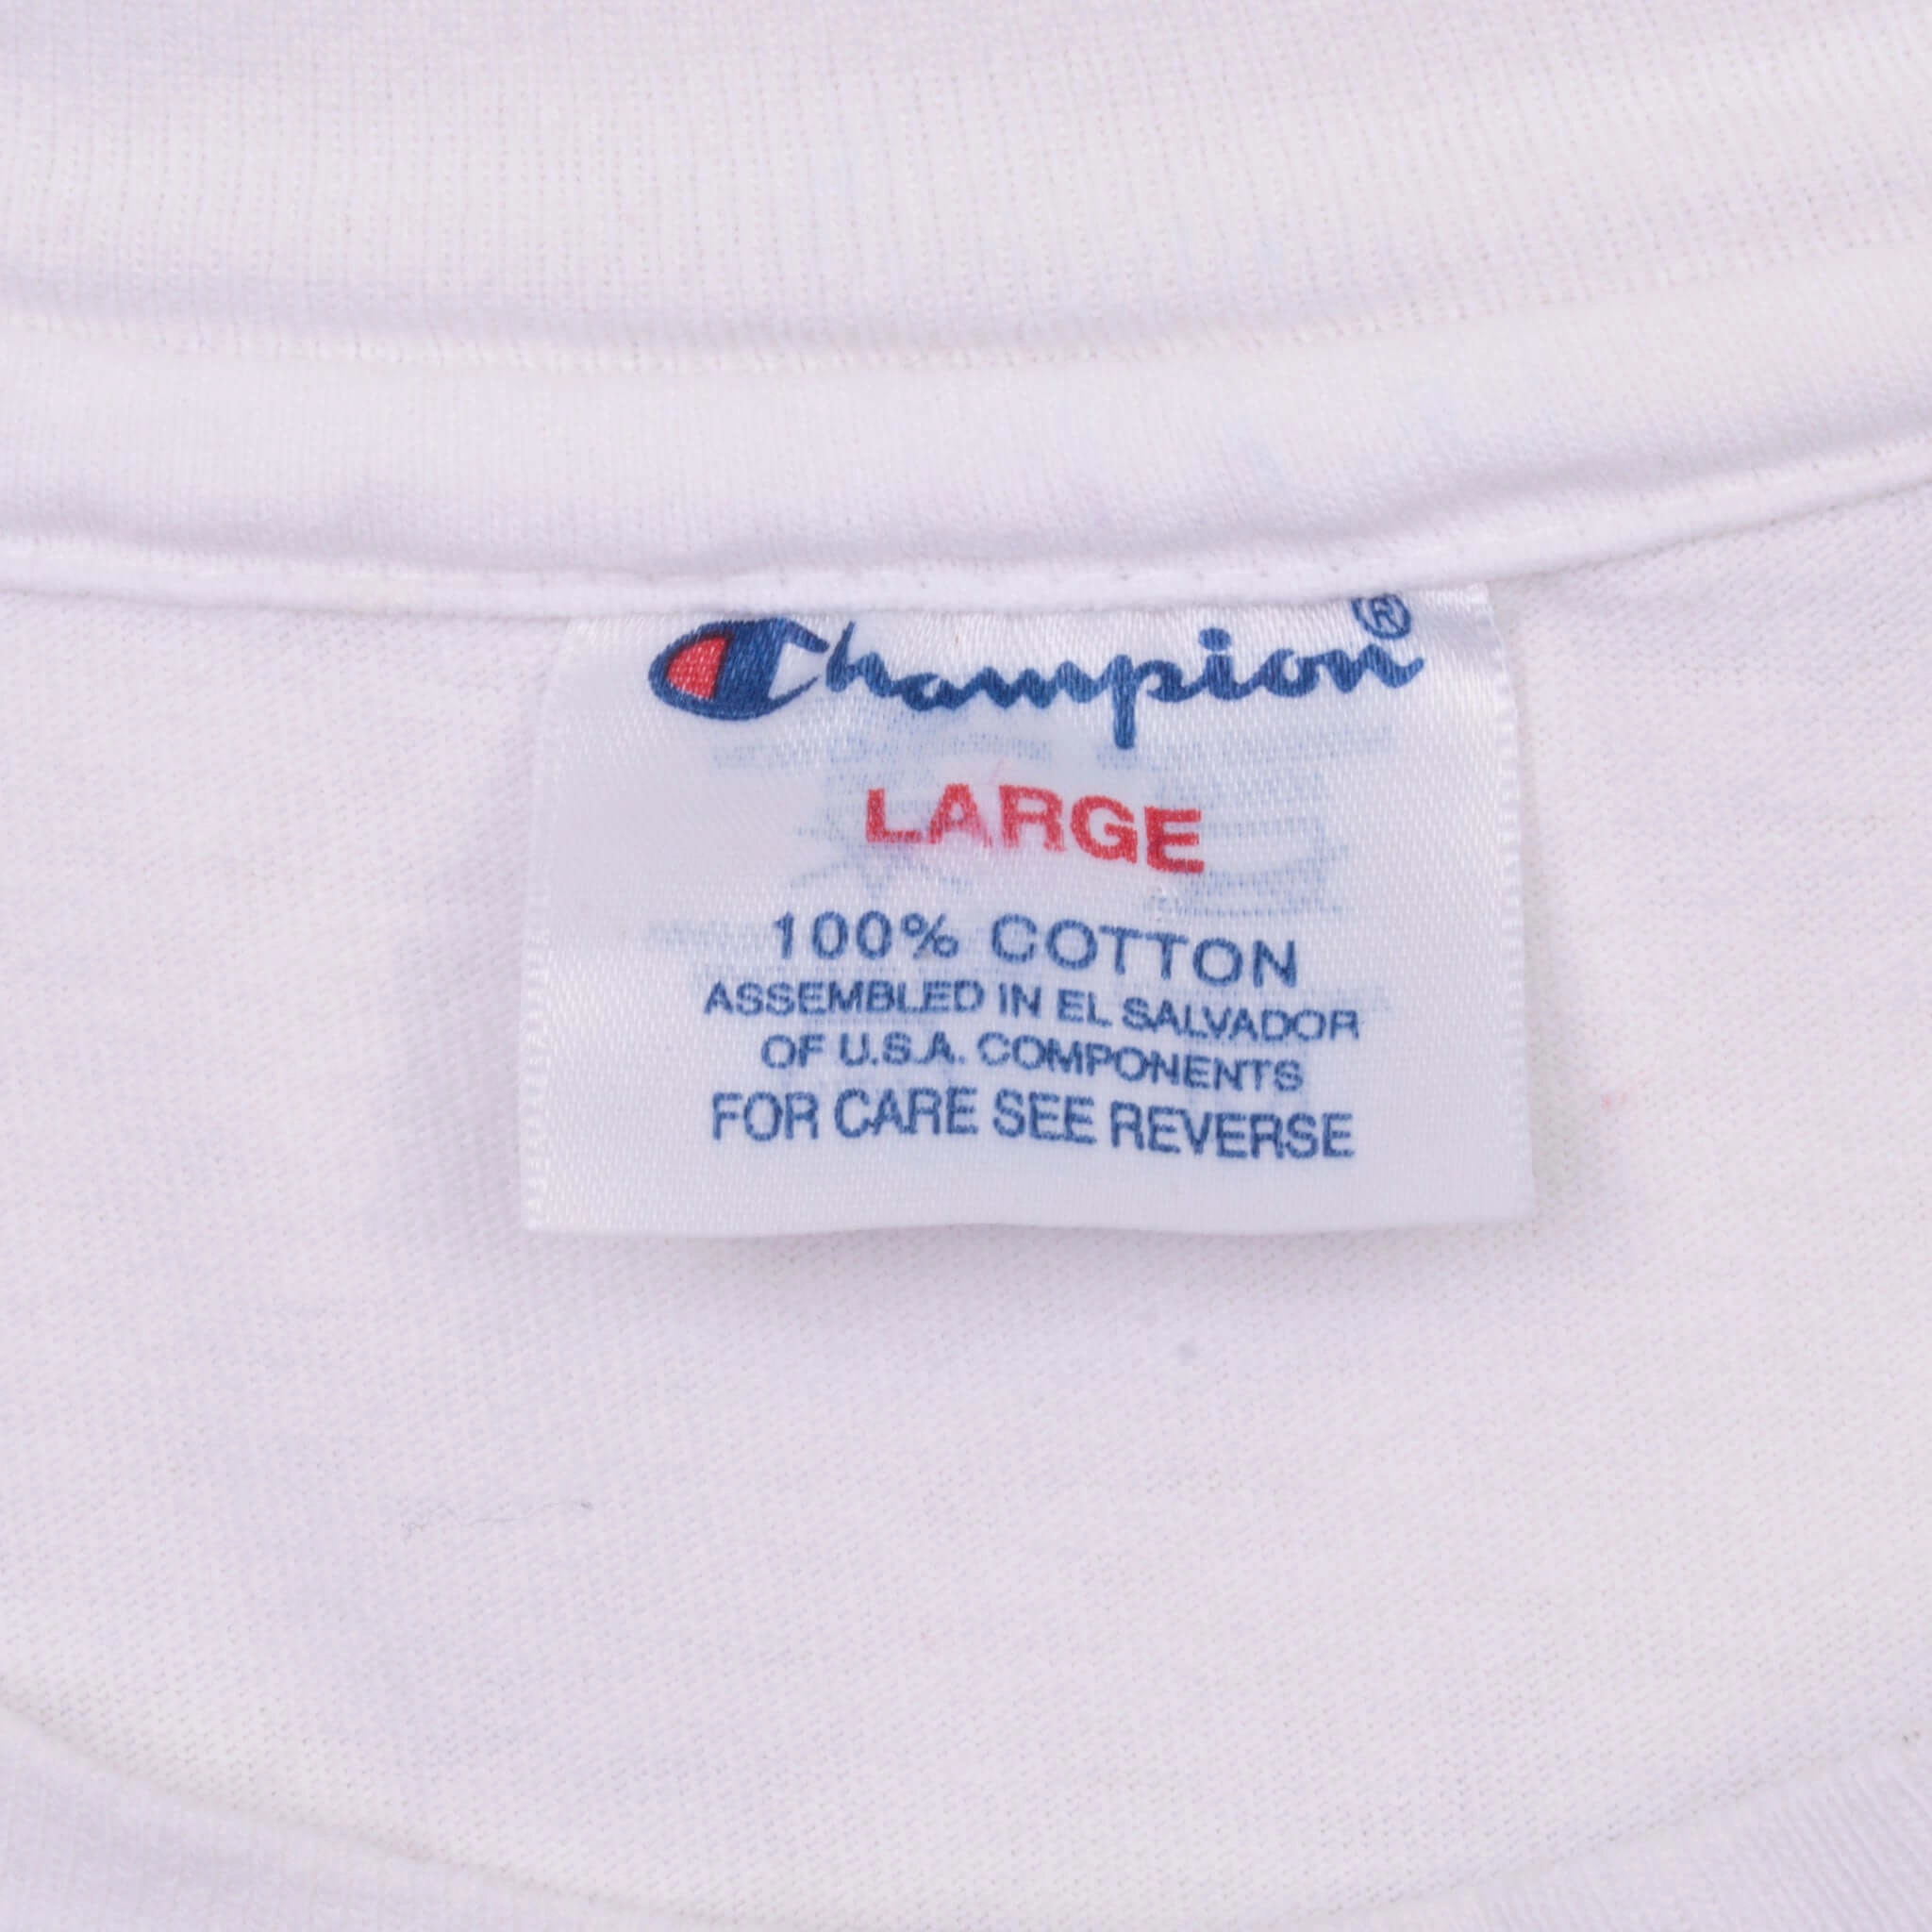 Champion®
LARGE
100% COTTON
ASSEMBLED IN EL SALVADOR
OF U.S.A. COMPONENTS
FOR CARE SEE REVERSE